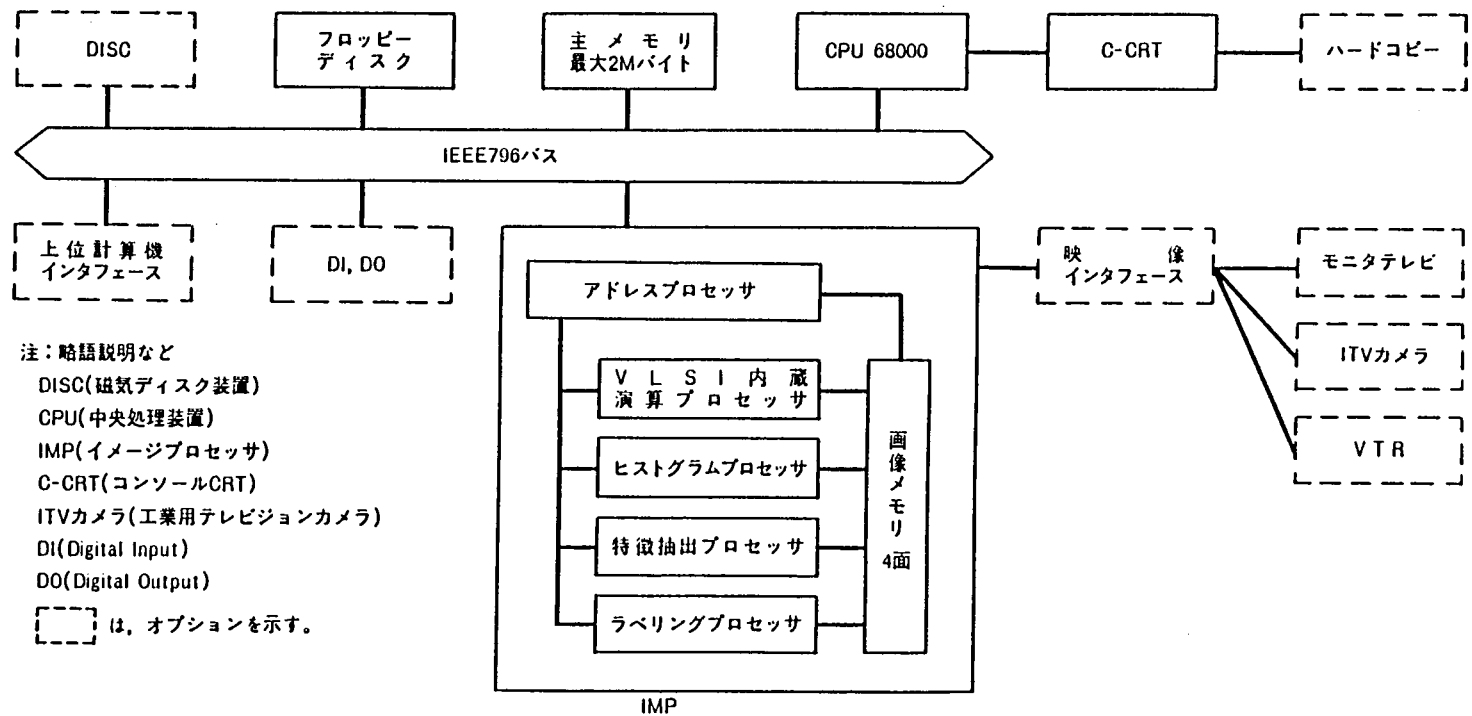 DISC
フロッピー
ディスク
主メモリ
最大2Mバイト
CPU 68000
C-CRT
ハードコピー
IEEE796バス
上位計算機
インタフェース
DI, DO
アドレスプロセッサ
VLSI内蔵
演算プロセッサ
ヒストグラムプロセッサ
特徴抽出プロセッサ
ラベリングプロセッサ
画像メモリ
4面
IMP
映像
インタフェース
モニタテレビ
ITVカメラ
VTR
注：略語説明など
DISC(磁気ディスク装置)
CPU(中央処理装置)
IMP(イメージプロセッサ)
C-CRT(コンソールCRT)
ITVカメラ(工業用テレビジョンカメラ)
DI(Digital Input)
DO(Digital Output)
は，オプションを示す。